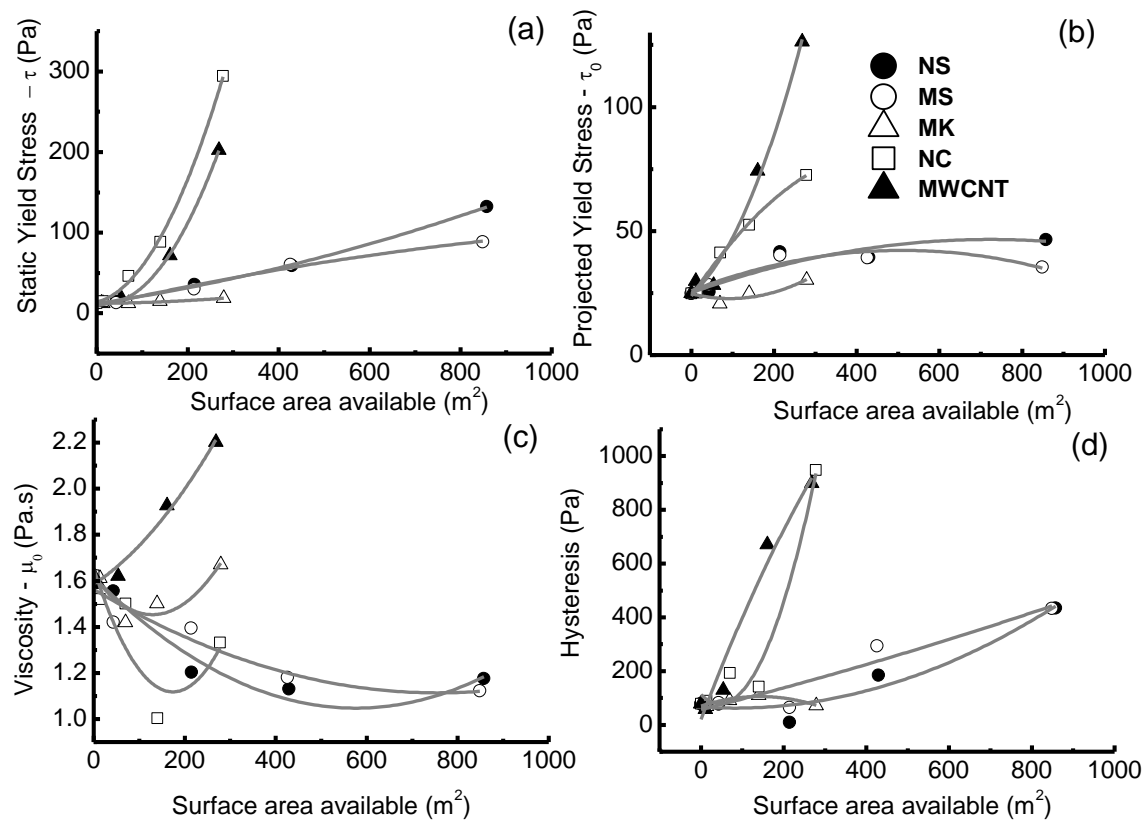 (a)
Static Yield Stress – τ (Pa)
300
200
100
0
0 200 400 600 800 1000
Surface area available (m²)
(b)
Projected Yield Stress - τ₀ (Pa)
100
50
0
0 200 400 600 800 1000
Surface area available (m²)
NS
MS
MK
NC
MWCNT
(c)
Viscosity - μ₀ (Pa.s)
2.2
2.0
1.8
1.6
1.4
1.2
1.0
0 200 400 600 800 1000
Surface area available (m²)
(d)
Hysteresis (Pa)
1000
800
600
400
200
0
0 200 400 600 800 1000
Surface area available (m²)